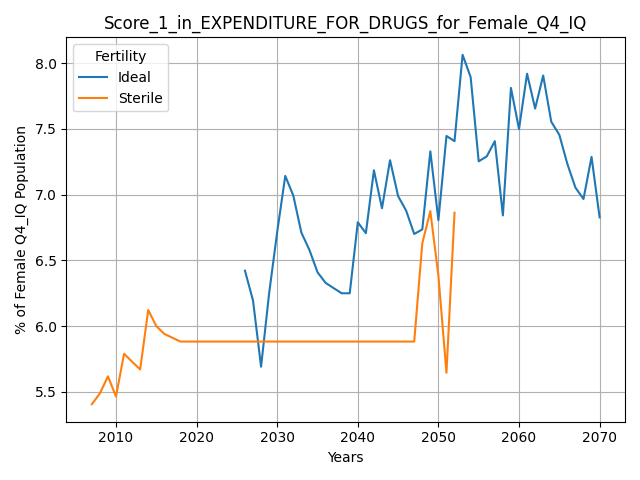 Score_1_in_EXPENDITURE_FOR_DRUGS_for_Female_Q4_IQ
Fertility
Ideal
Sterile
% of Female Q4_IQ Population
8.0
7.5
7.0
6.5
6.0
5.5
2010 2020 2030 2040 2050 2060 2070
Years